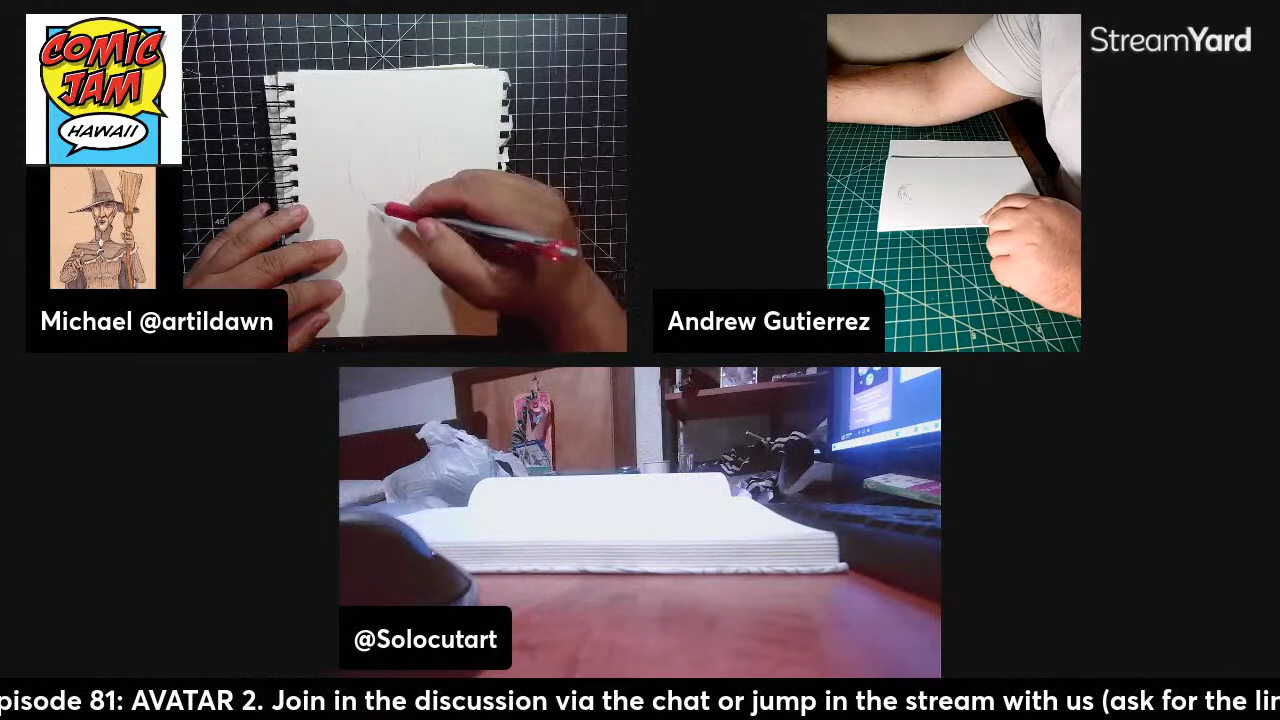 COMIC
JAM
HAWAII
StreamYard
45
Michael @artildawn
Andrew Gutierrez
@Solocutart
pisode 81: AVATAR 2. Join in the discussion via the chat or jump in the stream with us (ask for the lin